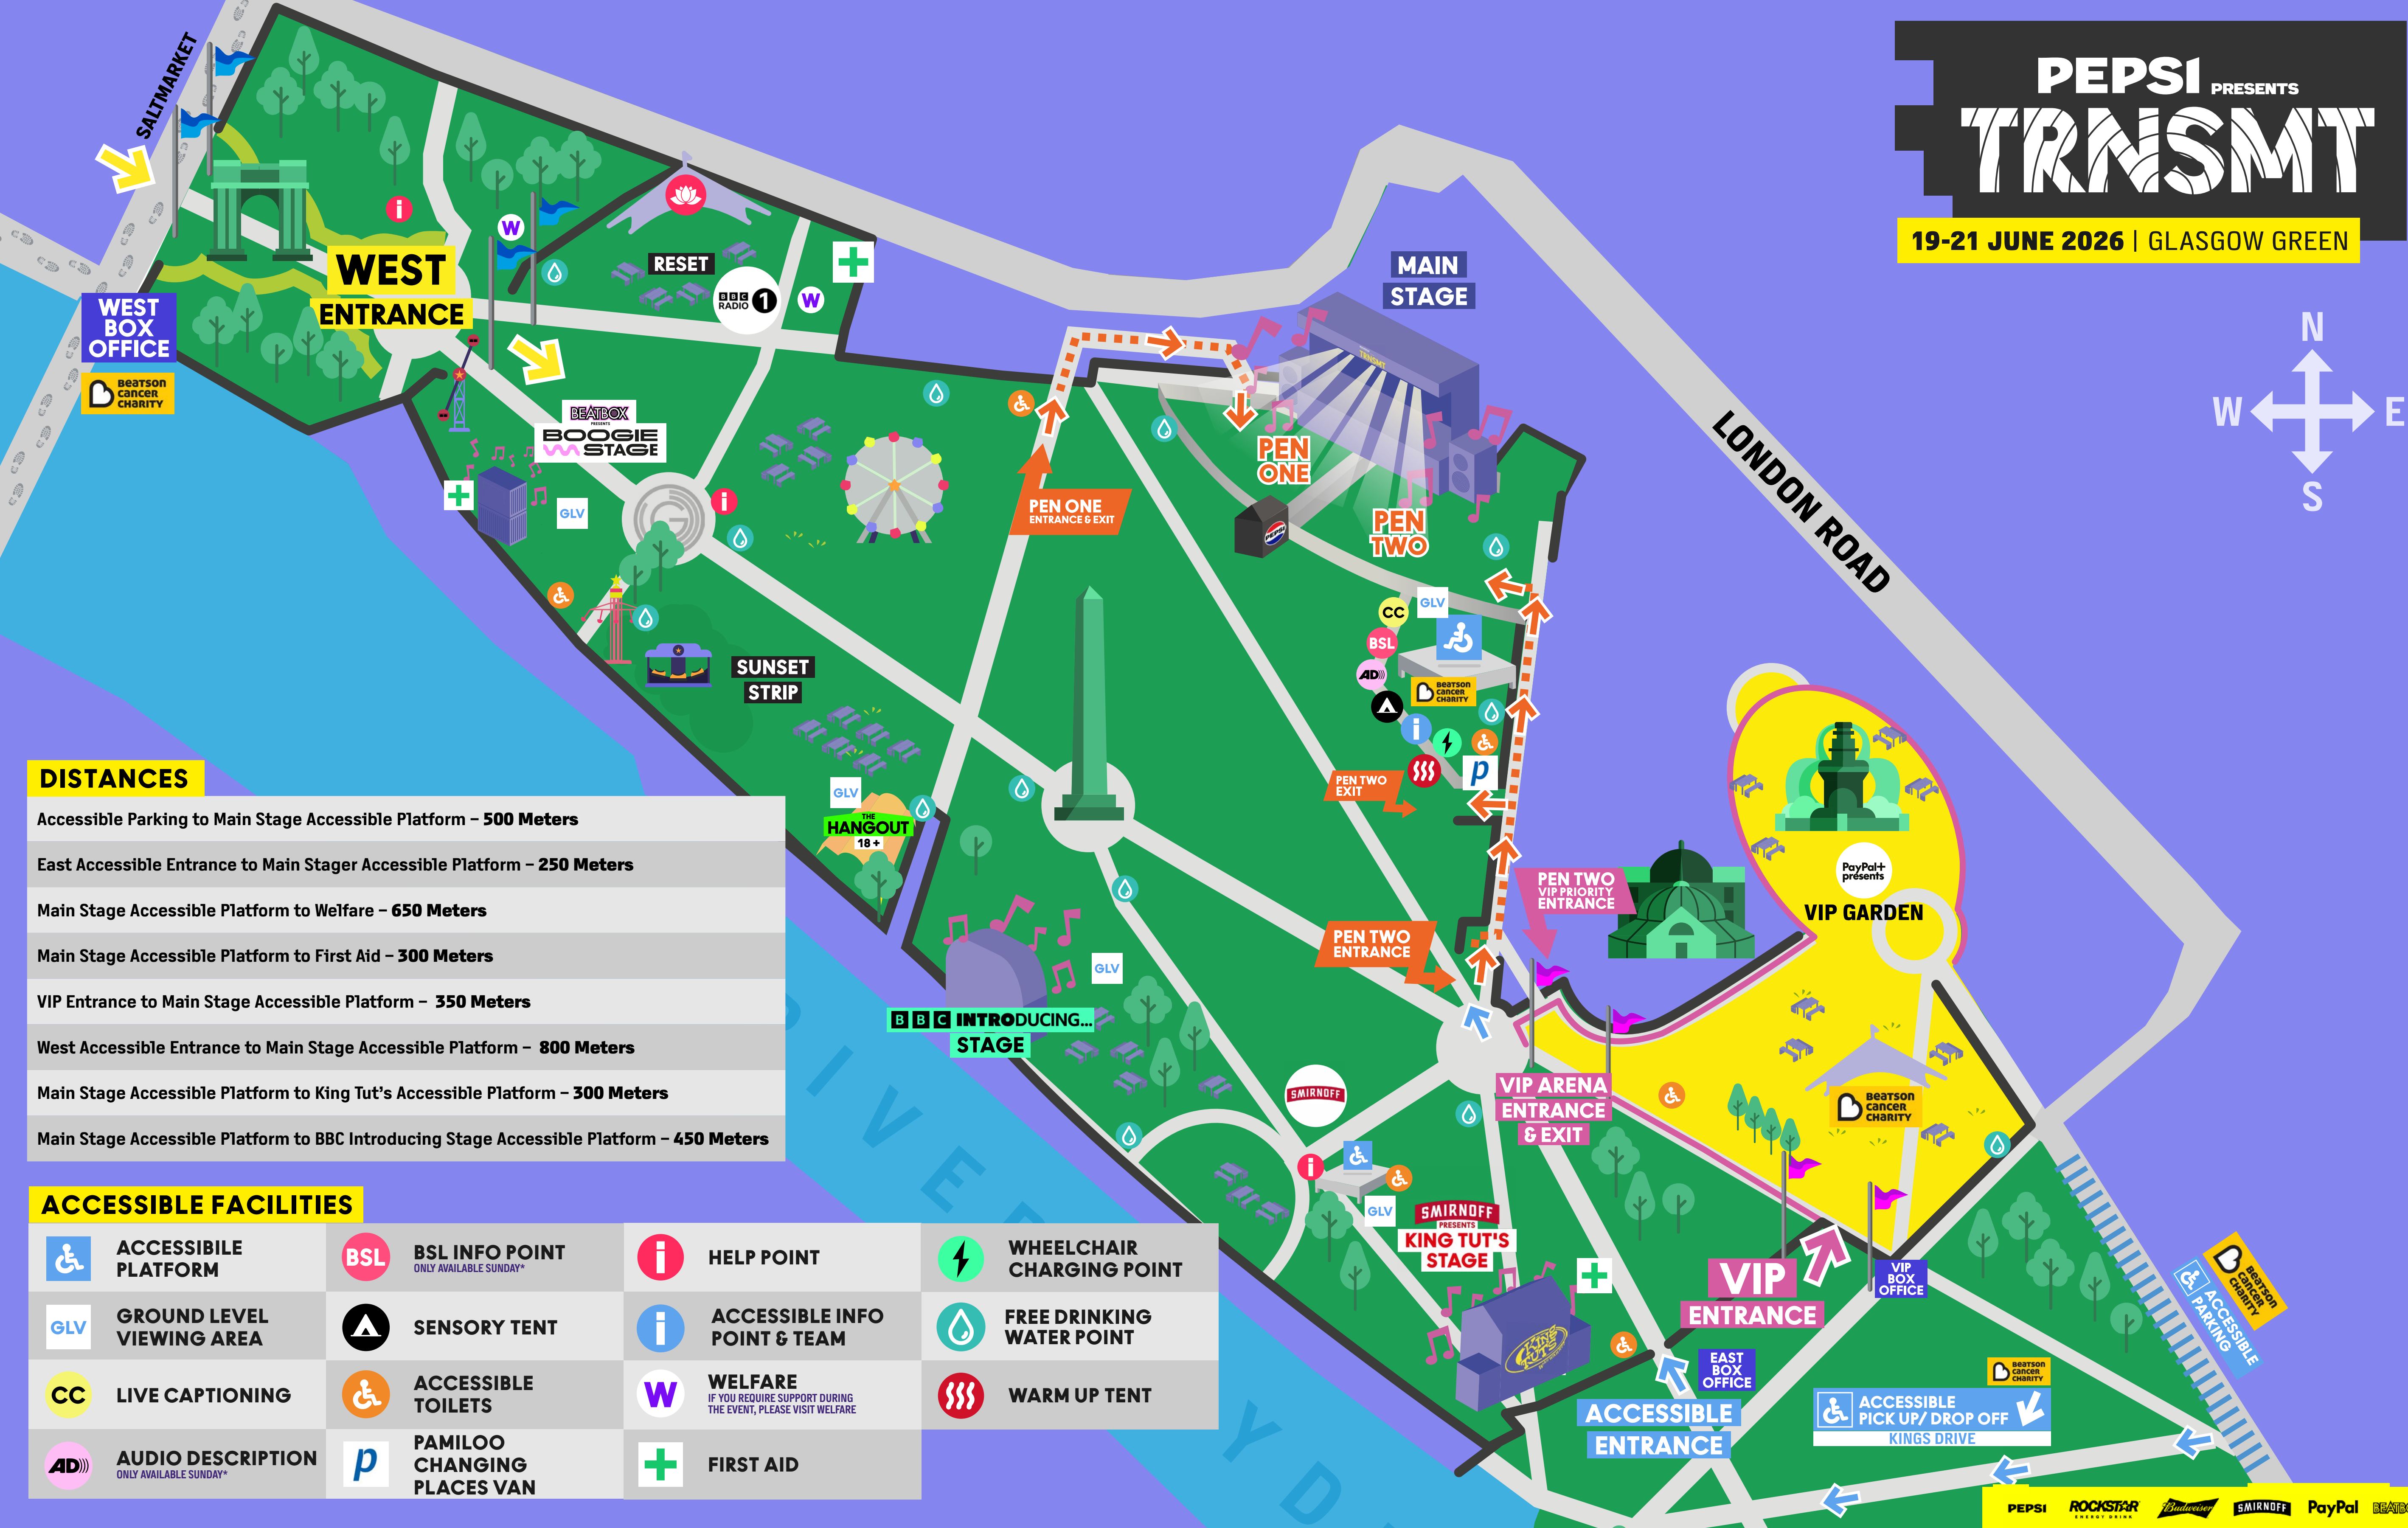 PEPSI PRESENTS
TRNSMT
19-21 JUNE 2026 | GLASGOW GREEN
N
W E
S
SALTMARKET
WEST
BOX
OFFICE
BEATSON
CANCER
CHARITY
i
W
WEST
ENTRANCE
RESET
BBC
RADIO 1
W
BEATBOX
PRESENTS
BOOGIE
STAGE
GLV
G
i
SUNSET
STRIP
GLV
THE
HANGOUT
18+
PEN ONE
ENTRANCE & EXIT
MAIN
STAGE
TRNSMT
PEN
ONE
PEPSI
PEN
TWO
LONDON ROAD
CC
GLV
BSL
AD)))
BEATSON
CANCER
CHARITY
i
P
PEN TWO
EXIT
PEN TWO
VIP PRIORITY
ENTRANCE
PEN TWO
ENTRANCE
PayPal+
presents
VIP GARDEN
BEATSON
CANCER
CHARITY
VIP ARENA
ENTRANCE
& EXIT
GLV
BBC INTRODUCING...
STAGE
SMIRNOFF
i
GLV
SMIRNOFF
PRESENTS
KING TUT'S
STAGE
KING TUT'S
VIP
ENTRANCE
VIP
BOX
OFFICE
EAST
BOX
OFFICE
ACCESSIBLE
ENTRANCE
BEATSON
CANCER
CHARITY
ACCESSIBLE
PICK UP/ DROP OFF
KINGS DRIVE
ACCESSIBLE
PARKING
BEATSON
CANCER
CHARITY
RIVER
CLYDE
DISTANCES
Accessible Parking to Main Stage Accessible Platform – 500 Meters
East Accessible Entrance to Main Stager Accessible Platform – 250 Meters
Main Stage Accessible Platform to Welfare – 650 Meters
Main Stage Accessible Platform to First Aid – 300 Meters
VIP Entrance to Main Stage Accessible Platform – 350 Meters
West Accessible Entrance to Main Stage Accessible Platform – 800 Meters
Main Stage Accessible Platform to King Tut's Accessible Platform – 300 Meters
Main Stage Accessible Platform to BBC Introducing Stage Accessible Platform – 450 Meters
ACCESSIBLE FACILITIES
ACCESSIBILE
PLATFORM
BSL
BSL INFO POINT
ONLY AVAILABLE SUNDAY*
i
HELP POINT
WHEELCHAIR
CHARGING POINT
GLV
GROUND LEVEL
VIEWING AREA
SENSORY TENT
i
ACCESSIBLE INFO
POINT & TEAM
FREE DRINKING
WATER POINT
CC
LIVE CAPTIONING
ACCESSIBLE
TOILETS
W
WELFARE
IF YOU REQUIRE SUPPORT DURING
THE EVENT, PLEASE VISIT WELFARE
WARM UP TENT
AD)))
AUDIO DESCRIPTION
ONLY AVAILABLE SUNDAY*
P
PAMILOO
CHANGING
PLACES VAN
FIRST AID
PEPSI
ROCKSTAR
ENERGY DRINK
Budweiser
SMIRNOFF
PayPal